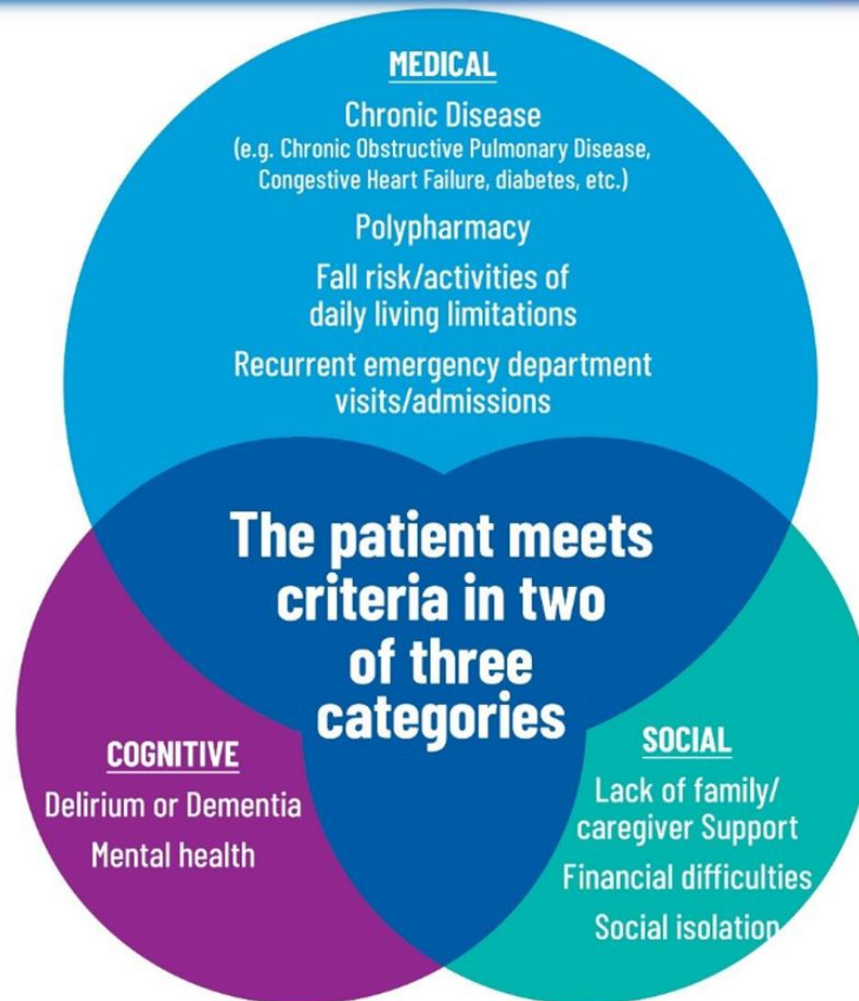 MEDICAL
Chronic Disease
(e.g. Chronic Obstructive Pulmonary Disease,
Congestive Heart Failure, diabetes, etc.)
Polypharmacy
Fall risk/activities of
daily living limitations
Recurrent emergency department
visits/admissions
The patient meets
criteria in two
of three
categories
COGNITIVE
Delirium or Dementia
Mental health
SOCIAL
Lack of family/
caregiver Support
Financial difficulties
Social isolation